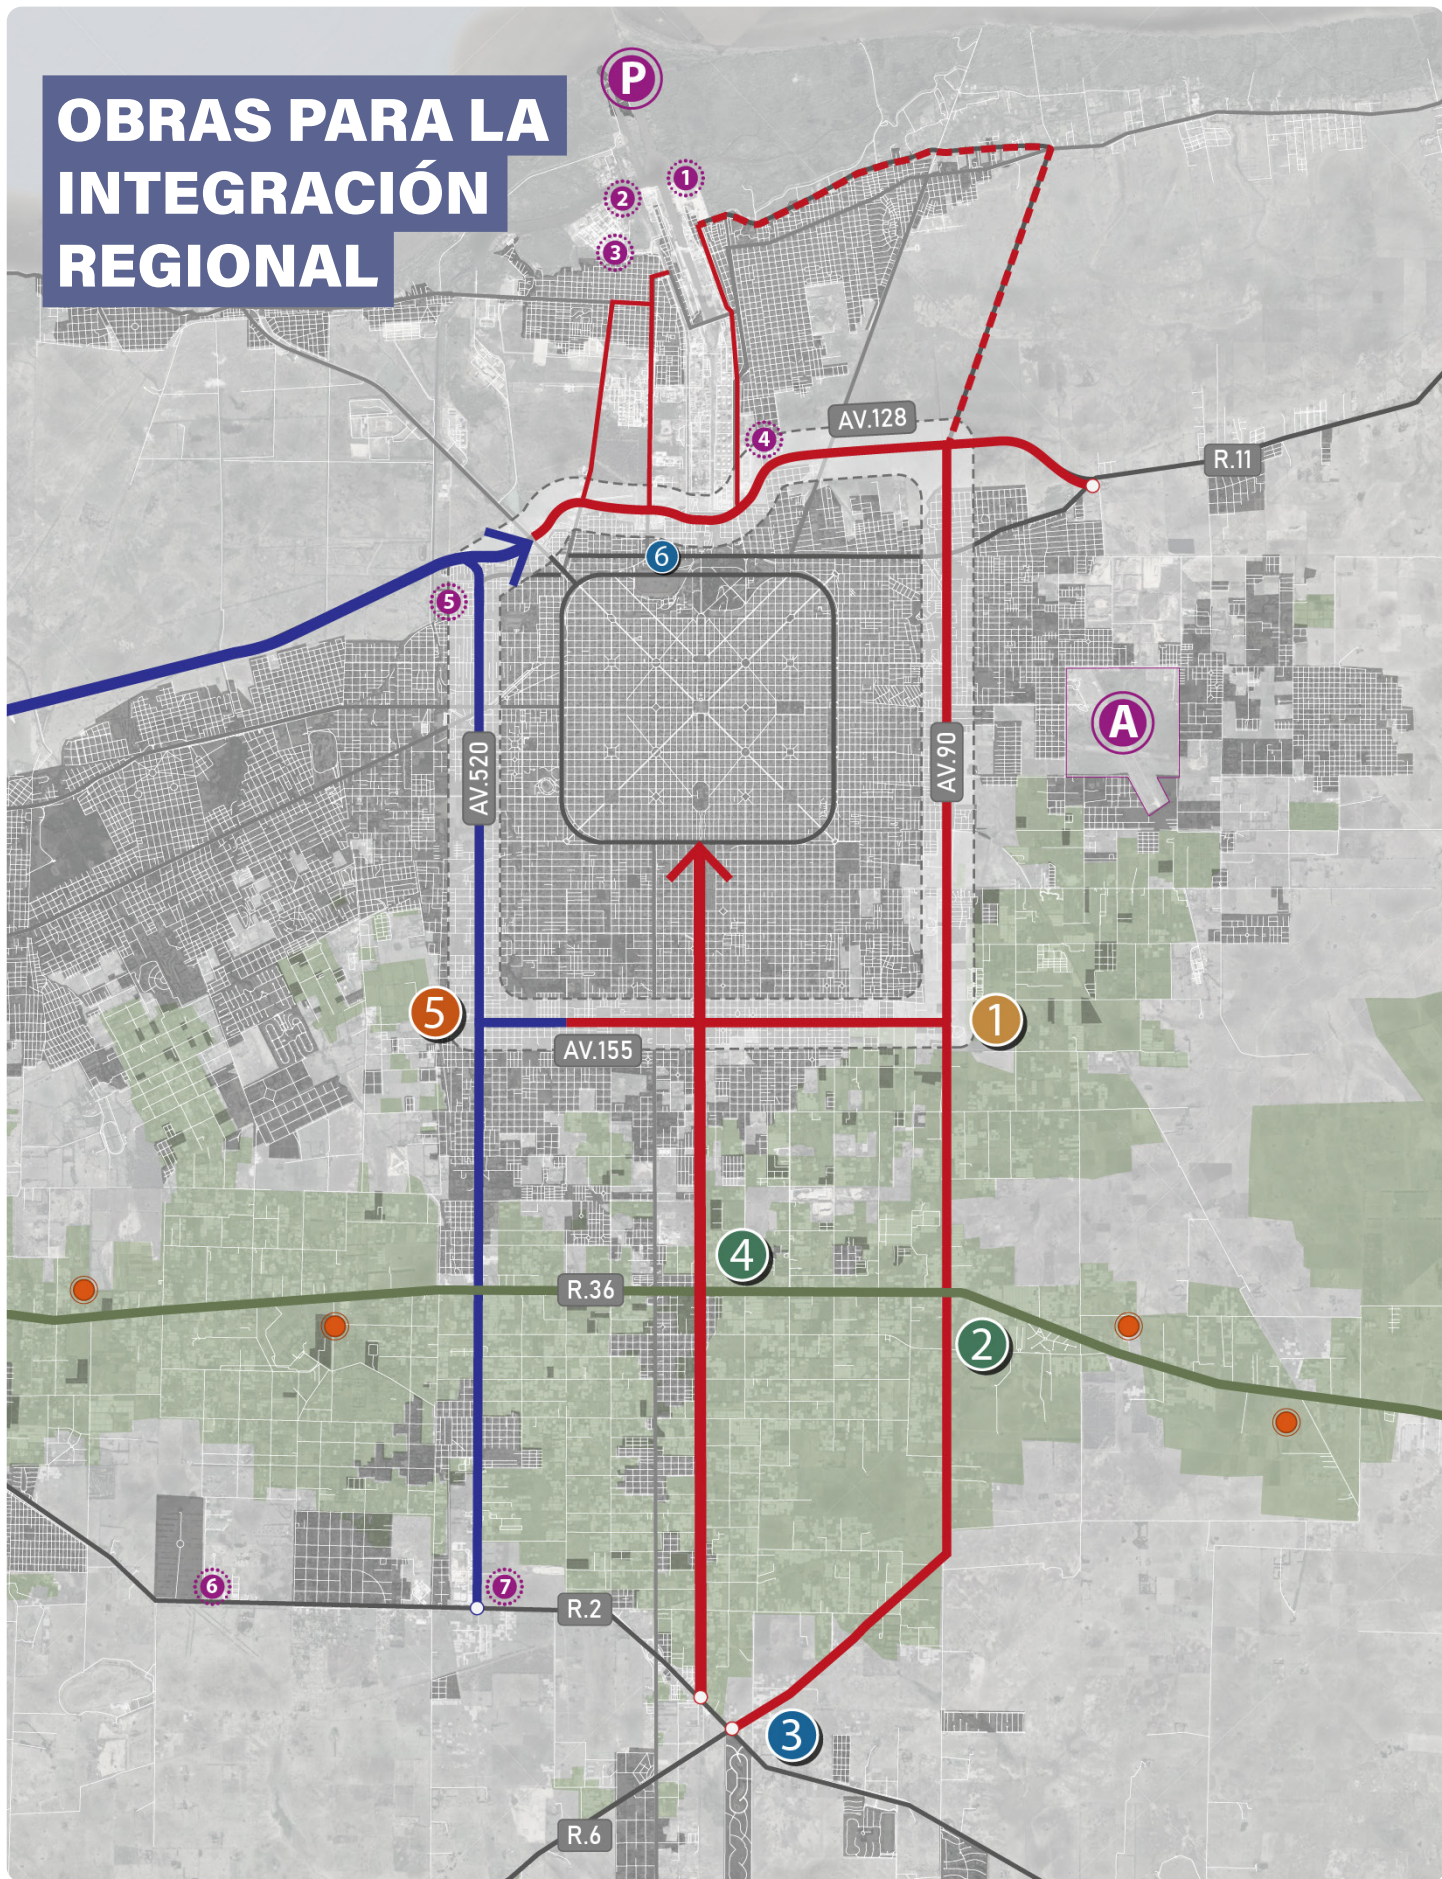 OBRAS PARA LA
INTEGRACIÓN
REGIONAL
P
1
2
3
AV.128
4
R.11
6
5
A
AV.520
AV.90
5
1
AV.155
4
R.36
2
6
7
R.2
3
R.6